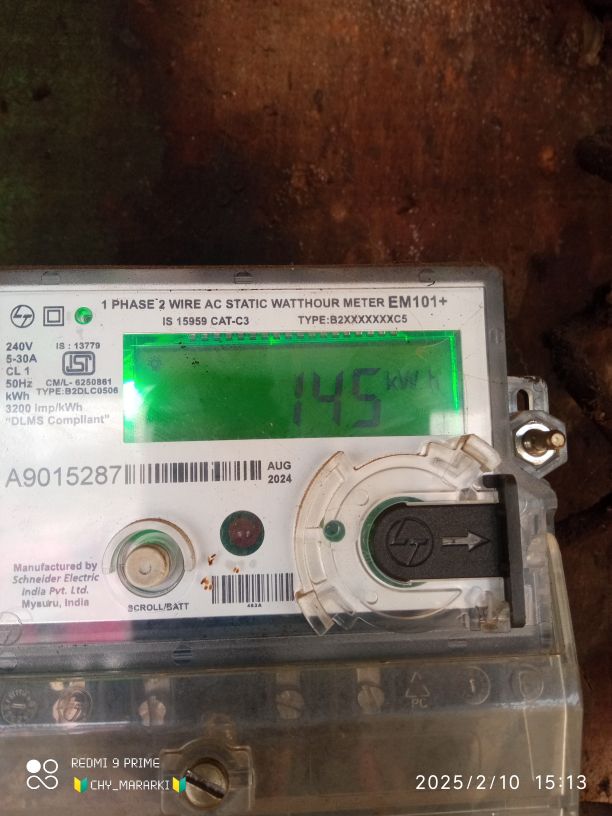 1 PHASE 2 WIRE AC STATIC WATTHOUR METER EM101+
IS 15959 CAT-C3 TYPE:B2XXXXXXXC5
240V
5-30A
CL 1
50Hz
kWh
3200 imp/kWh
"DLMS Compliant"
IS : 13779
ISI
CM/L- 6250861
TYPE:B2DLC0506
145 kWh
A9015287
AUG
2024
Manufactured by
Schneider Electric
India Pvt. Ltd.
Mysuru, India
SCROLL/BATT
PC
REDMI 9 PRIME
🔰CHY_MARARKI🔰
2025/2/10 15:13